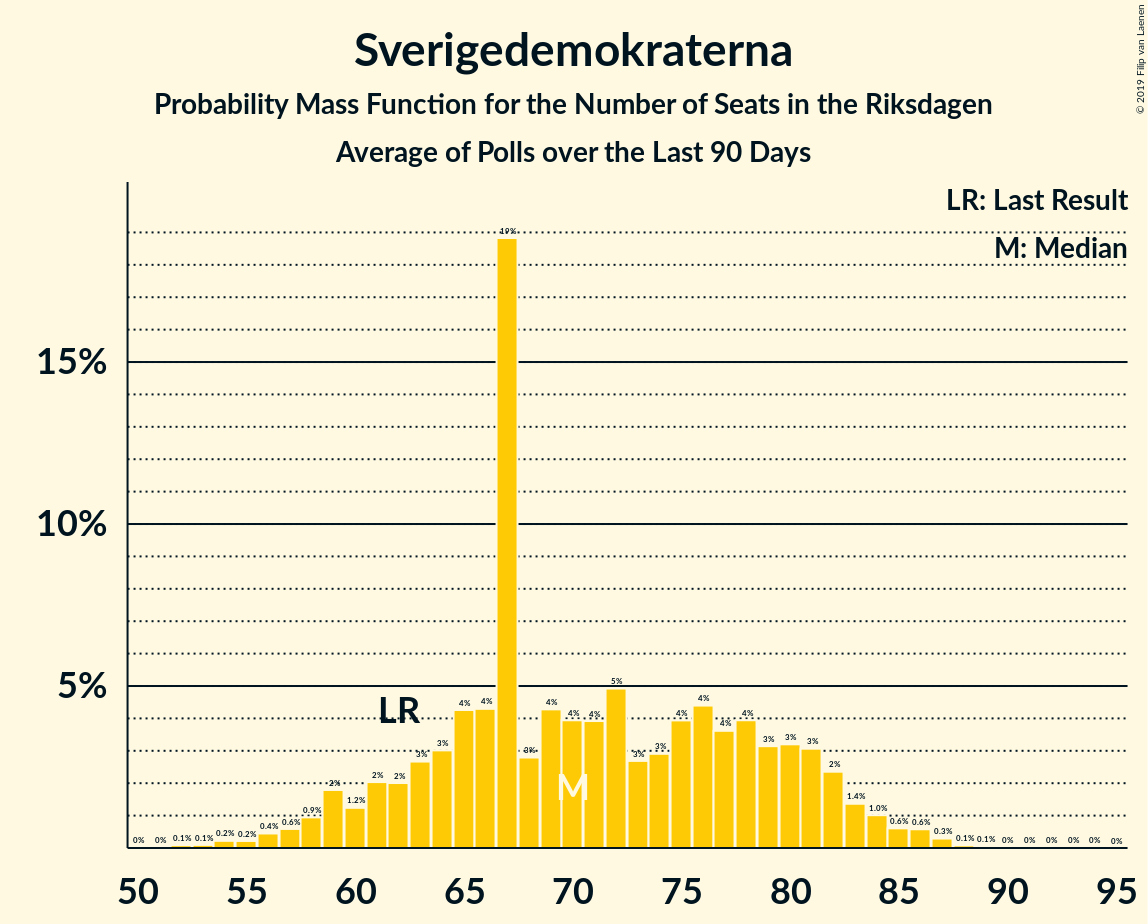 Sverigedemokraterna
Probability Mass Function for the Number of Seats in the Riksdagen
Average of Polls over the Last 90 Days
© 2019 Filip van Laenen
LR: Last Result
M: Median
19%
15%
10%
5%
LR
M
0% 0% 0.1% 0.1% 0.2% 0.2% 0.4% 0.6% 0.9% 2% 1.2% 2% 2% 3% 3% 4% 4% 3% 4% 4% 4% 5% 3% 3% 4% 4% 4% 4% 3% 3% 3% 2% 1.4% 1.0% 0.6% 0.6% 0.3% 0.1% 0.1% 0% 0% 0% 0% 0% 0%
50 55 60 65 70 75 80 85 90 95